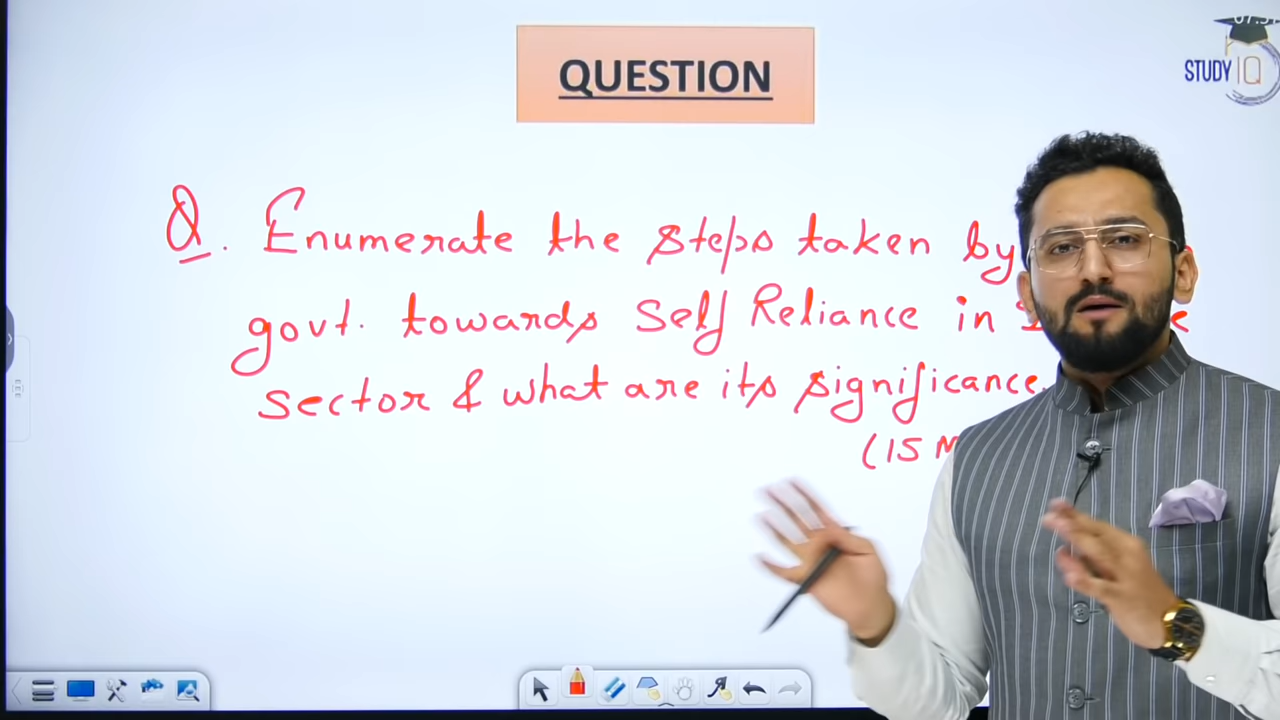 QUESTION
STUDY IQ
Q. Enumerate the steps taken by
govt. towards Self Reliance in
sector & what are its significance.
(15